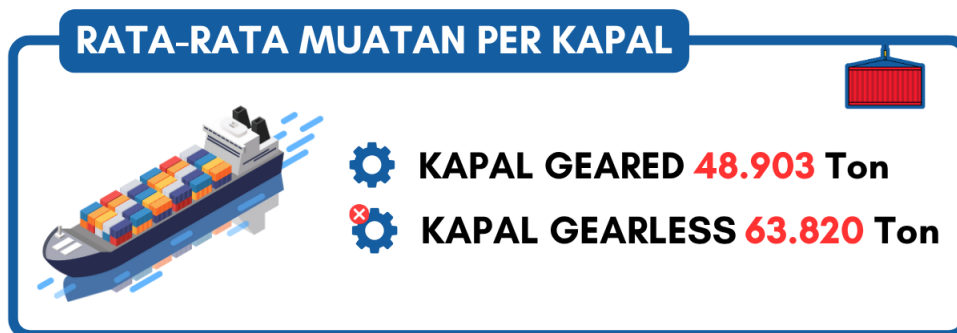 RATA-RATA MUATAN PER KAPAL
KAPAL GEARED 48.903 Ton
KAPAL GEARLESS 63.820 Ton